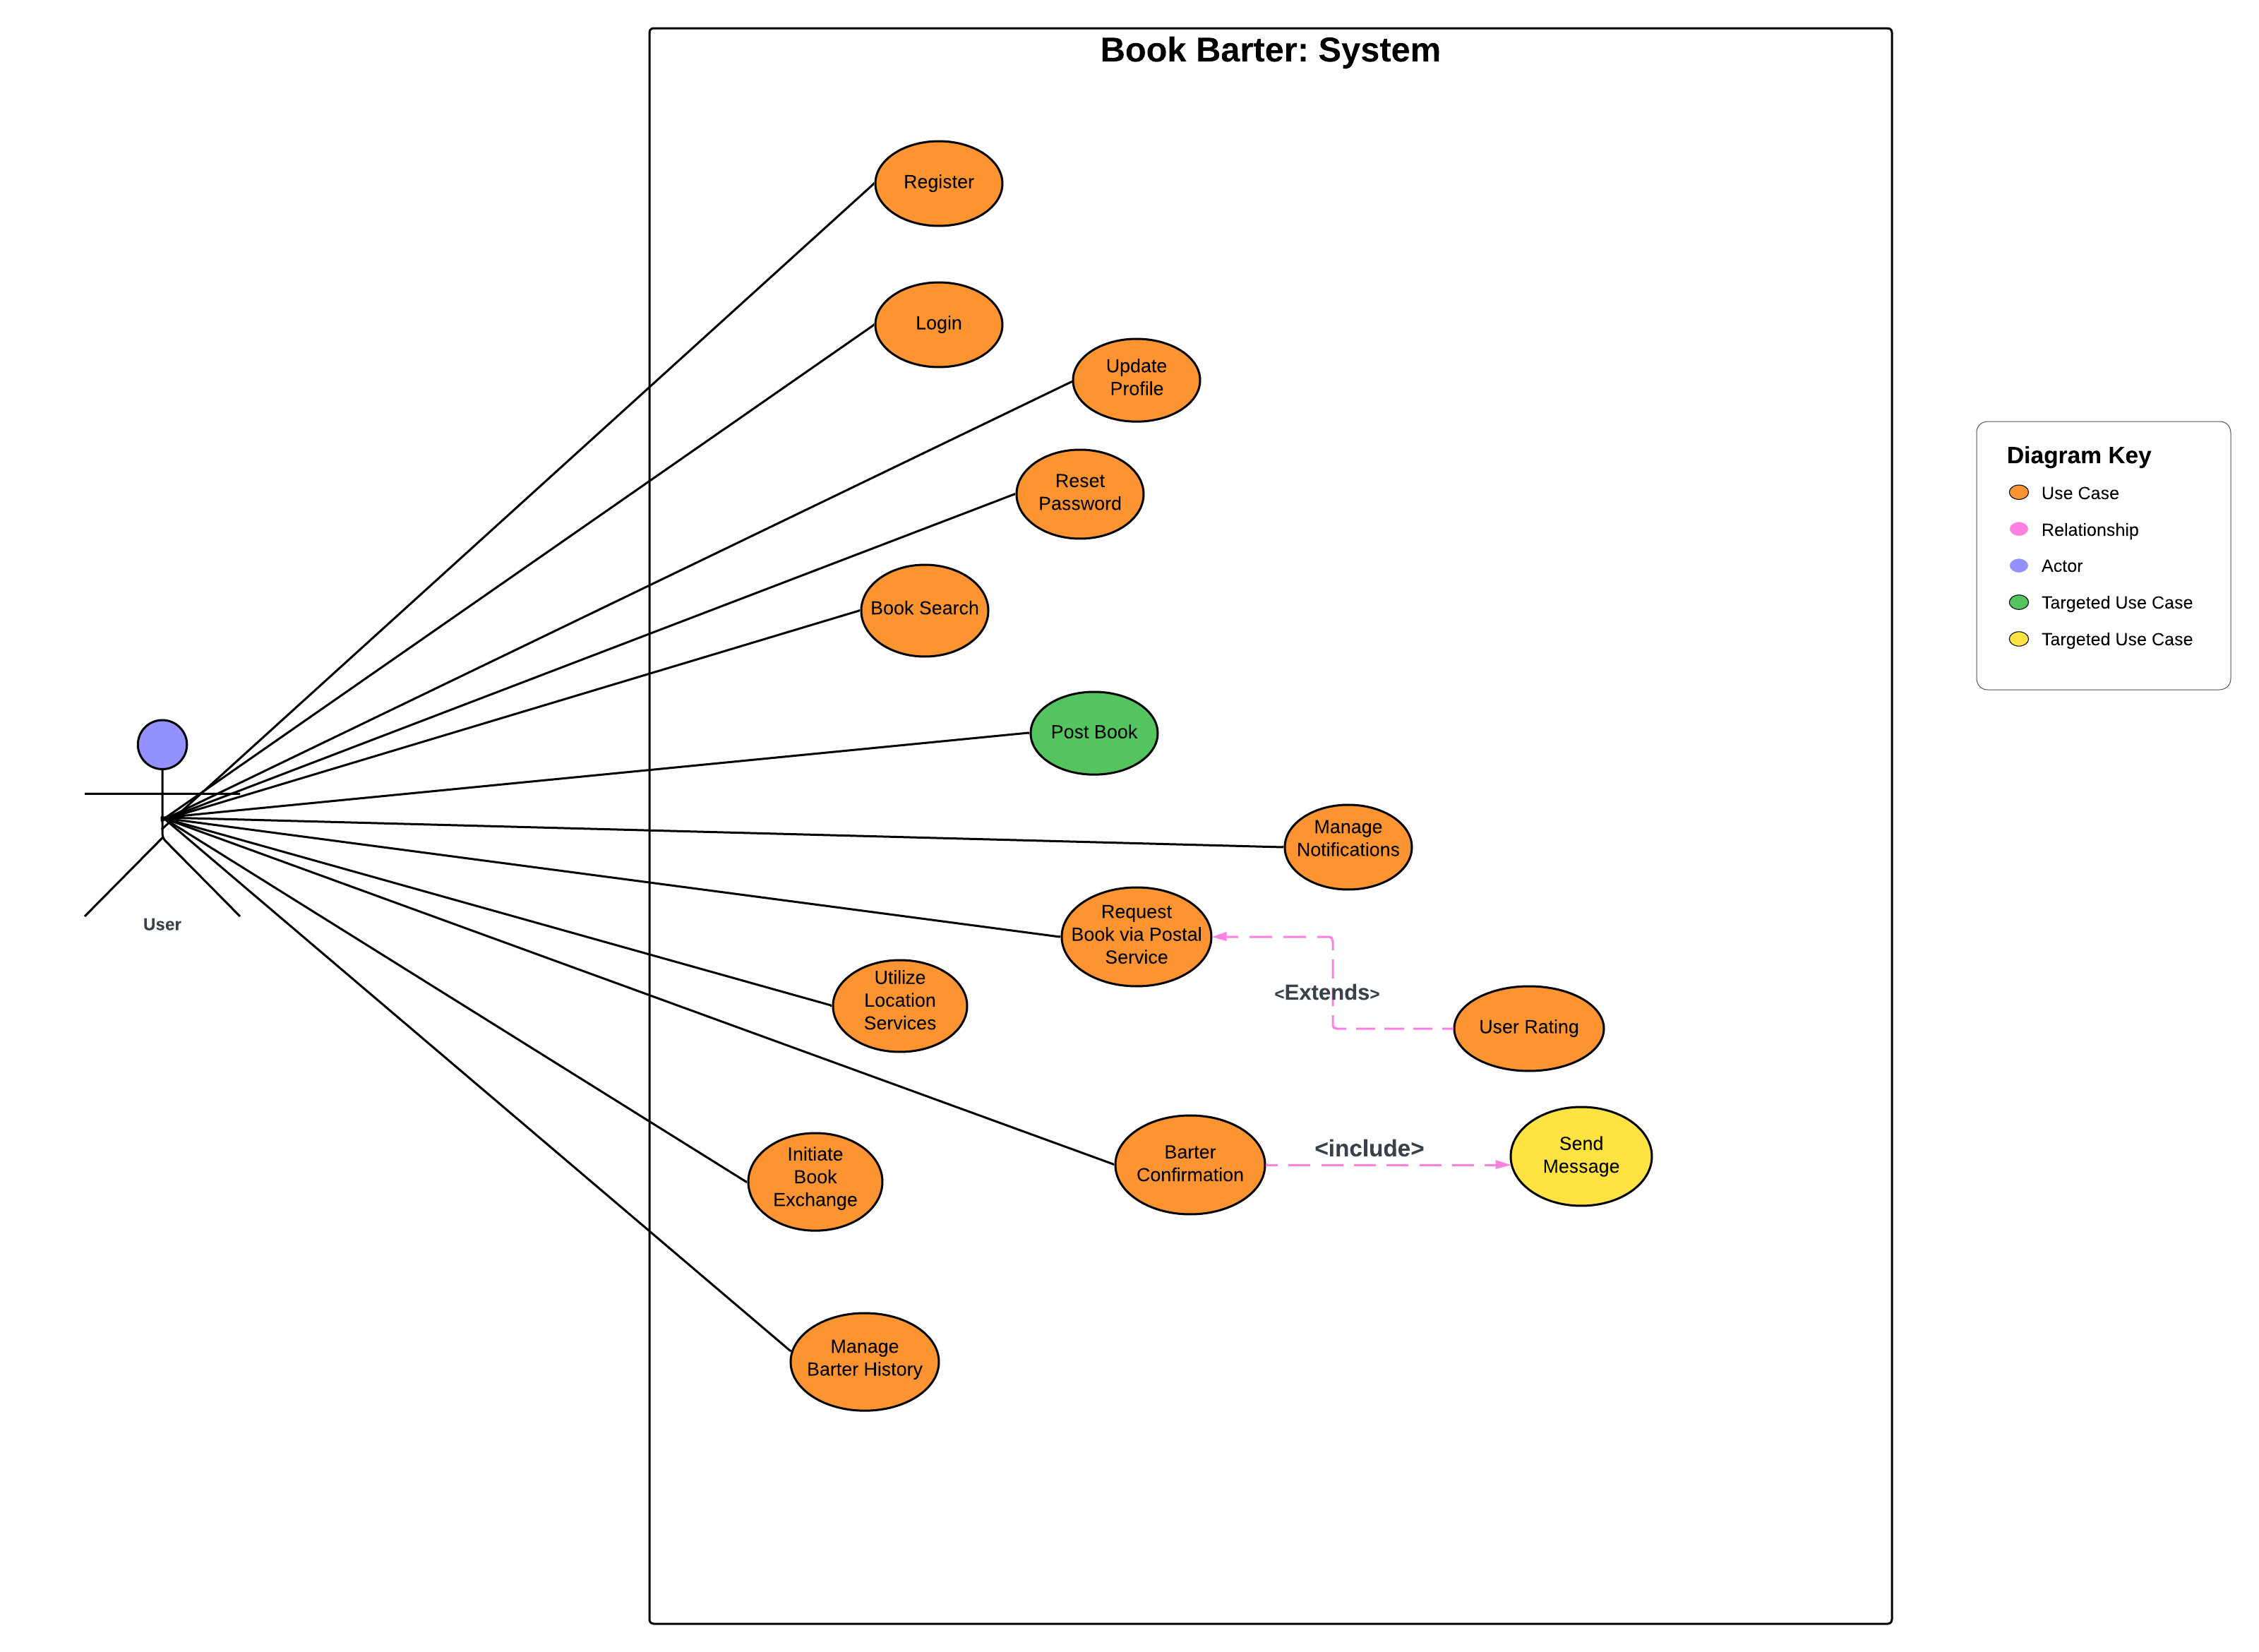 Book Barter: System
Register
Login
Update
Profile
Reset
Password
Book Search
Post Book
Manage
Notifications
Request
Book via Postal
Service
<Extends>
Utilize
Location
Services
User Rating
Initiate
Book
Exchange
Barter
Confirmation
<include>
Send
Message
Manage
Barter History
User
Diagram Key
Use Case
Relationship
Actor
Targeted Use Case
Targeted Use Case